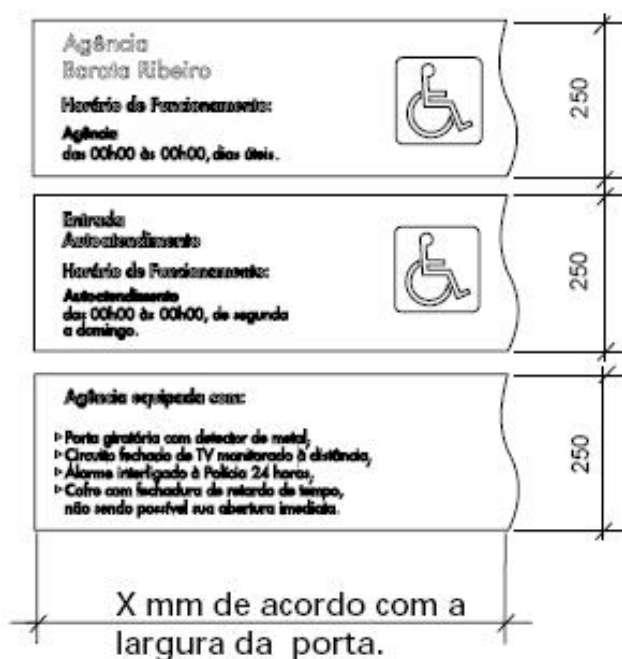 Agência
Barata Ribeiro
Horário de Funcionamento:
Agência
das 00h00 às 00h00, dias úteis.
250
Entrada
Autoatendimento
Horário de Funcionamento:
Autoatendimento
das 00h00 às 00h00, de segunda
a domingo.
250
Agência equipada com:
Porta giratória com detector de metal,
Circuito fechado de TV monitorado à distância,
Alarme interligado à Polícia 24 horas,
Cofre com fechadura de retardo de tempo,
não sendo possível sua abertura imediata.
250
X mm de acordo com a
largura da porta.